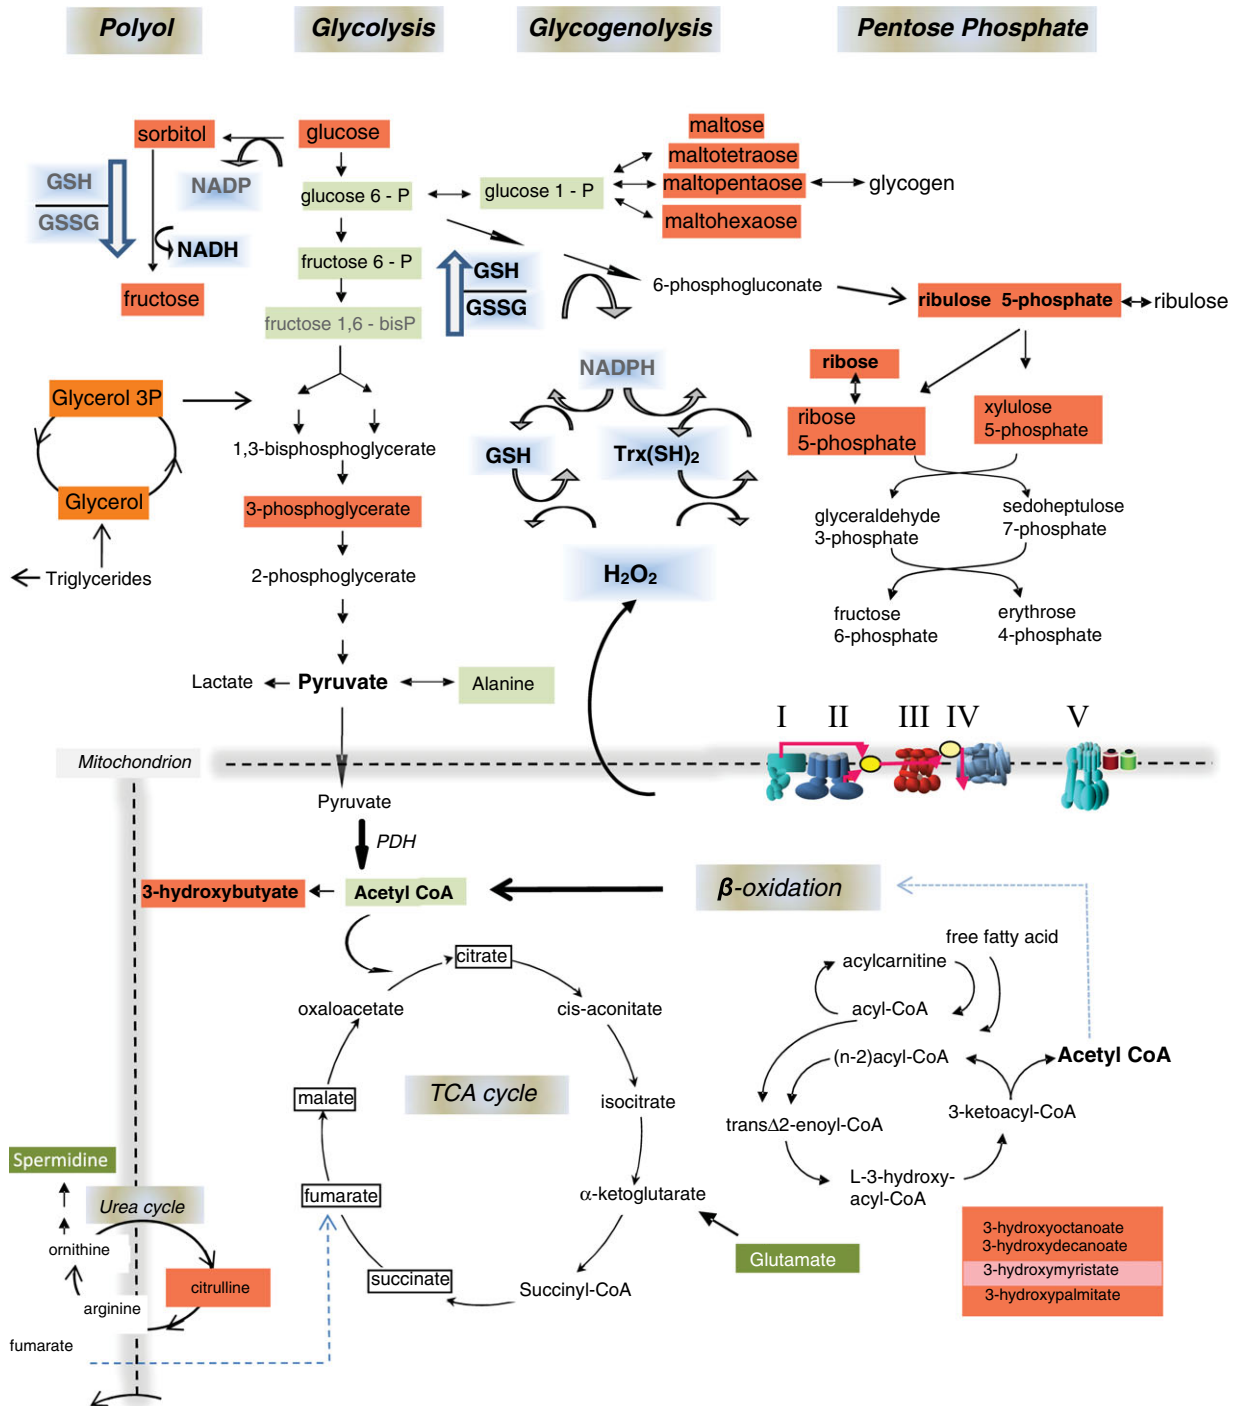 Polyol
Glycolysis
Glycogenolysis
Pentose Phosphate
sorbitol
glucose
maltose
maltotetraose
maltopentaose
maltohexaose
glycogen
GSH
GSSG
NADP
glucose 6 - P
glucose 1 - P
NADH
fructose
fructose 6 - P
GSH
GSSG
6-phosphogluconate
ribulose 5-phosphate
ribulose
fructose 1,6 - bisP
NADPH
ribose
ribose
5-phosphate
xylulose
5-phosphate
Glycerol 3P
Glycerol
Triglycerides
1,3-bisphosphoglycerate
GSH
Trx(SH)2
3-phosphoglycerate
glyceraldehyde
3-phosphate
sedoheptulose
7-phosphate
2-phosphoglycerate
H2O2
fructose
6-phosphate
erythrose
4-phosphate
Lactate
Pyruvate
Alanine
I
II
III
IV
V
Mitochondrion
Pyruvate
PDH
3-hydroxybutyate
Acetyl CoA
β-oxidation
free fatty acid
acylcarnitine
acyl-CoA
(n-2)acyl-CoA
Acetyl CoA
transΔ2-enoyl-CoA
3-ketoacyl-CoA
L-3-hydroxy-
acyl-CoA
citrate
oxaloacetate
cis-aconitate
malate
TCA cycle
isocitrate
fumarate
α-ketoglutarate
succinate
Succinyl-CoA
Glutamate
Spermidine
Urea cycle
ornithine
citrulline
arginine
fumarate
3-hydroxyoctanoate
3-hydroxydecanoate
3-hydroxymyristate
3-hydroxypalmitate